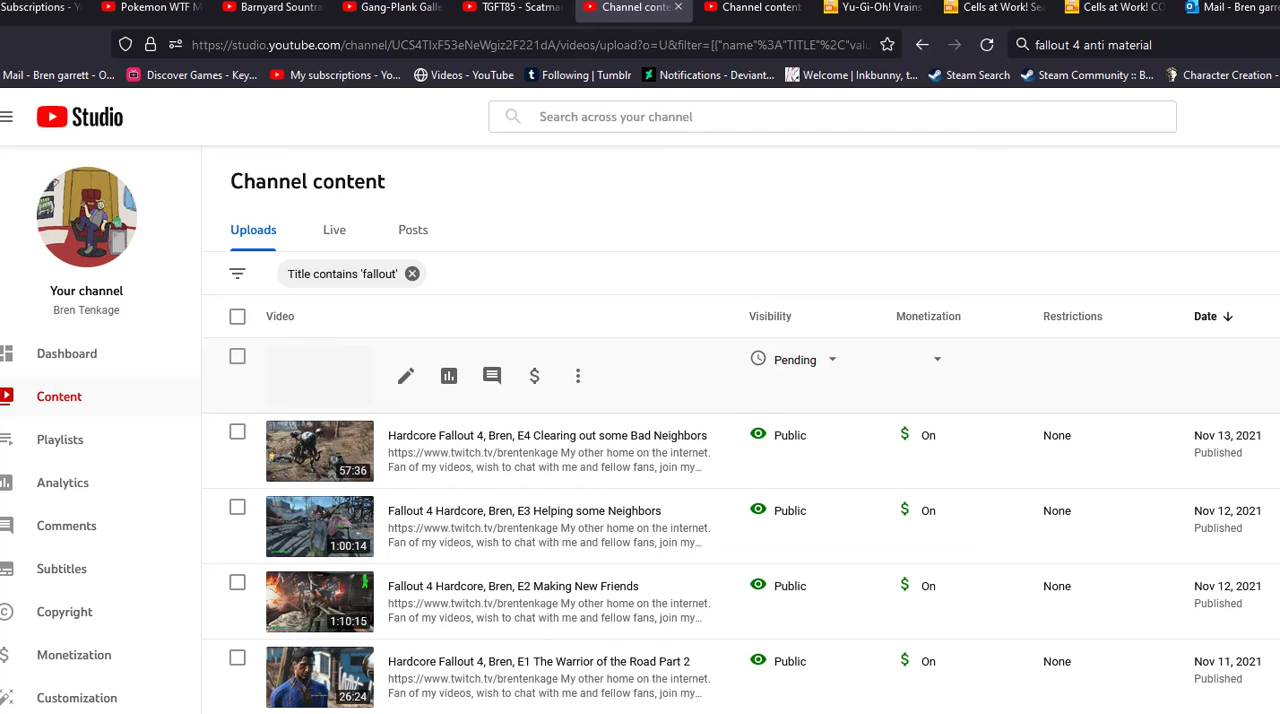 Subscriptions - Yo
Pokemon WTF M
Barnyard Sountra
Gang-Plank Galle
TGFT85 - Scatmar
Channel conte
Channel content
Yu-Gi-Oh! Vrains
Cells at Work! Sea
Cells at Work! CO
Mail - Bren garret
https://studio.youtube.com/channel/UCS4TIxF53eNeWgiz2F221dA/videos/upload?o=U&filter=[{"name"%3A"TITLE"%2C"valu
fallout 4 anti material
Mail - Bren garrett - O...
Discover Games - Key...
My subscriptions - Yo...
Videos - YouTube
Following | Tumblr
Notifications - Deviant...
Welcome | Inkbunny, t...
Steam Search
Steam Community :: B...
Character Creation -
Studio
Search across your channel
Channel content
Uploads
Live
Posts
Title contains 'fallout'
Your channel
Bren Tenkage
Video
Visibility
Monetization
Restrictions
Date
Dashboard
Pending
Content
Hardcore Fallout 4, Bren, E4 Clearing out some Bad Neighbors
https://www.twitch.tv/brentenkage My other home on the internet.
Fan of my videos, wish to chat with me and fellow fans, join my...
57:36
Public
On
None
Nov 13, 2021
Published
Playlists
Analytics
Fallout 4 Hardcore, Bren, E3 Helping some Neighbors
https://www.twitch.tv/brentenkage My other home on the internet.
Fan of my videos, wish to chat with me and fellow fans, join my...
1:00:14
Public
On
None
Nov 12, 2021
Published
Comments
Subtitles
Fallout 4 Hardcore, Bren, E2 Making New Friends
https://www.twitch.tv/brentenkage My other home on the internet.
Fan of my videos, wish to chat with me and fellow fans, join my...
1:10:15
Public
On
None
Nov 12, 2021
Published
Copyright
Monetization
Hardcore Fallout 4, Bren, E1 The Warrior of the Road Part 2
https://www.twitch.tv/brentenkage My other home on the internet.
Fan of my videos, wish to chat with me and fellow fans, join my...
26:24
Public
On
None
Nov 11, 2021
Published
Customization